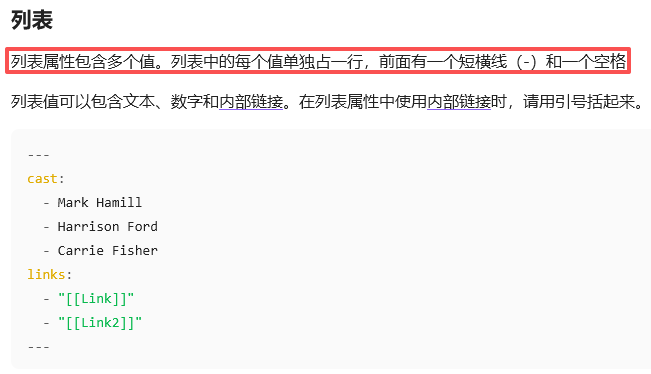 列表
列表属性包含多个值。列表中的每个值单独占一行，前面有一个短横线（-）和一个空格
列表值可以包含文本、数字和内部链接。在列表属性中使用内部链接时，请用引号括起来。
---
cast:
  - Mark Hamill
  - Harrison Ford
  - Carrie Fisher
links:
  - "[[Link]]"
  - "[[Link2]]"
---